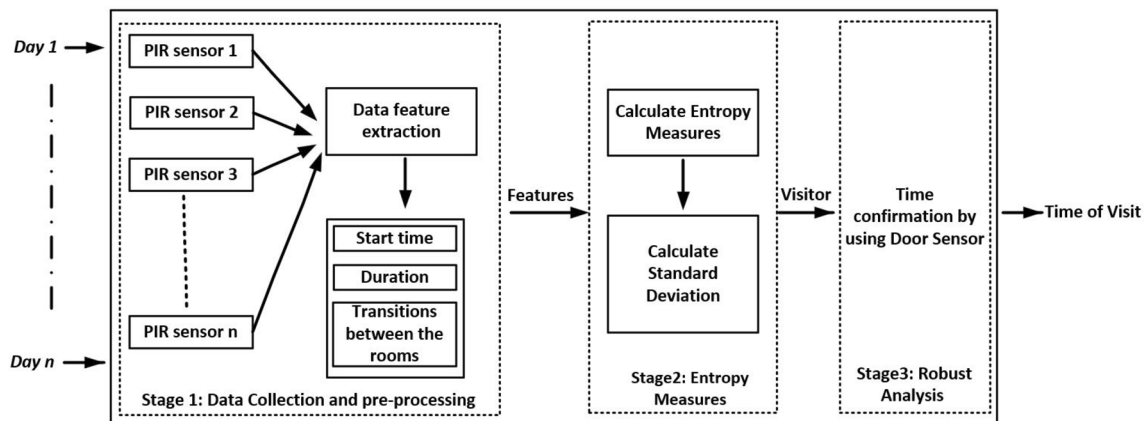 Day 1
PIR sensor 1
PIR sensor 2
PIR sensor 3
PIR sensor n
Day n
Data feature
extraction
Start time
Duration
Transitions
between the
rooms
Stage 1: Data Collection and pre-processing
Features
Calculate Entropy
Measures
Calculate
Standard
Deviation
Stage2: Entropy
Measures
Visitor
Time
confirmation by
using Door Sensor
Stage3: Robust
Analysis
Time of Visit